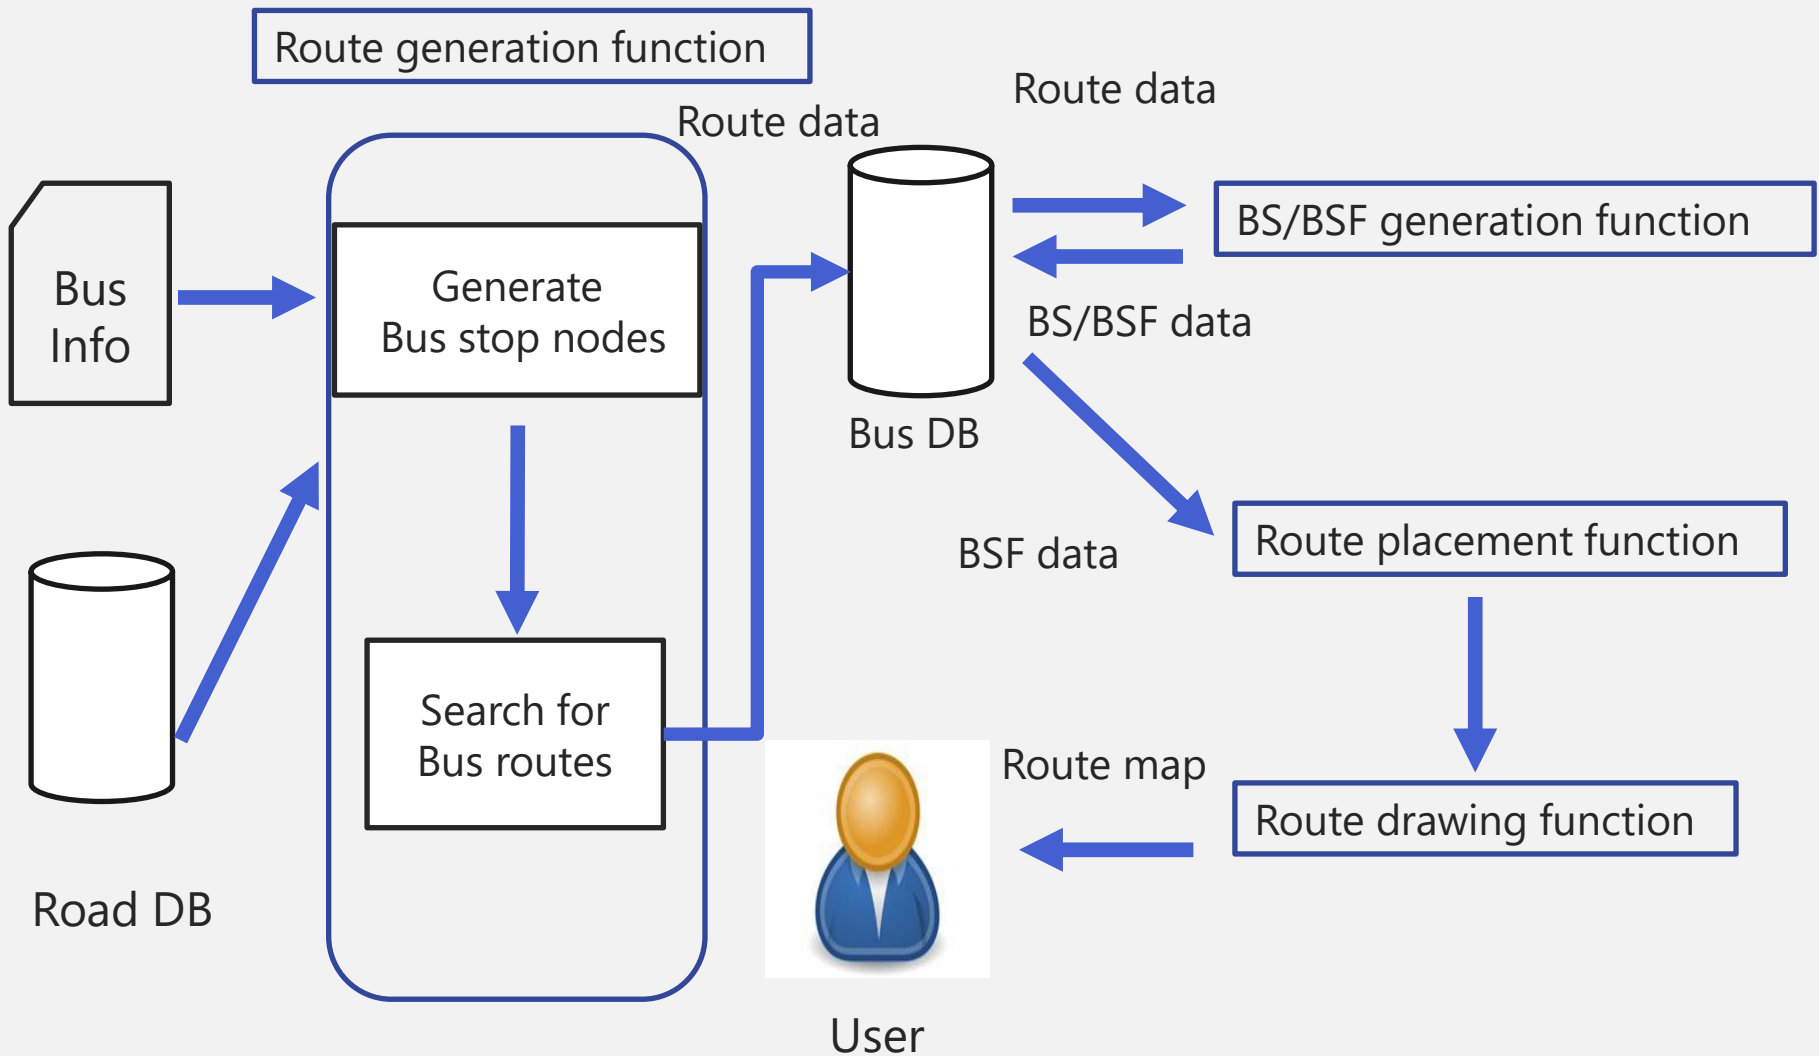 Route generation function
Route data
Route data
Bus
Info
Generate
Bus stop nodes
BS/BSF generation function
BS/BSF data
Bus DB
BSF data
Route placement function
Search for
Bus routes
Route map
Route drawing function
Road DB
User